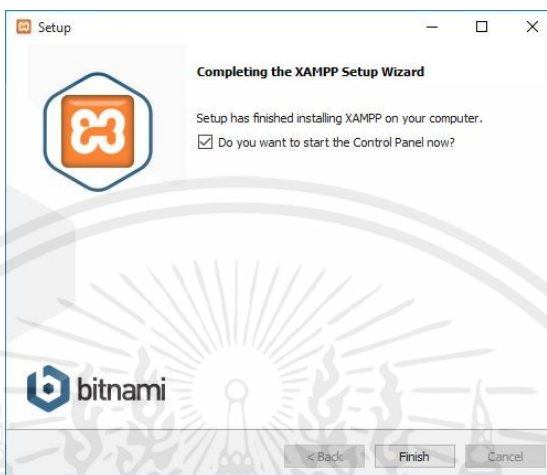 Setup
Completing the XAMPP Setup Wizard
Setup has finished installing XAMPP on your computer.
Do you want to start the Control Panel now?
bitnami
< Back
Finish
Cancel